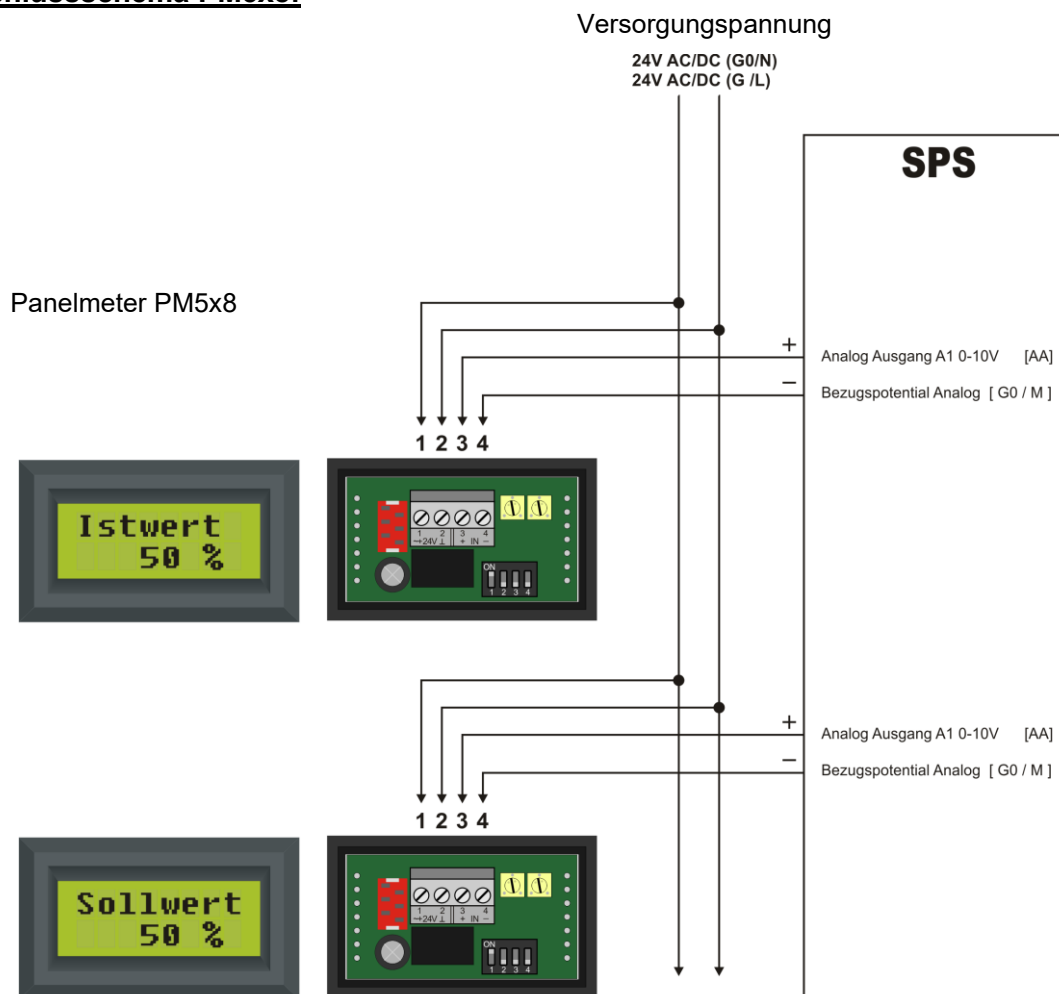 Versorgungspannung
24V AC/DC (G0/N)
24V AC/DC (G /L)
SPS
Panelmeter PM5x8
+
Analog Ausgang A1 0-10V [AA]
–
Bezugspotential Analog [ G0 / M ]
1 2 3 4
Istwert
50 %
1 2 3 4
24V + IN –
ON
1 2 3 4
+
Analog Ausgang A1 0-10V [AA]
–
Bezugspotential Analog [ G0 / M ]
1 2 3 4
Sollwert
50 %
1 2 3 4
24V + IN –
ON
1 2 3 4